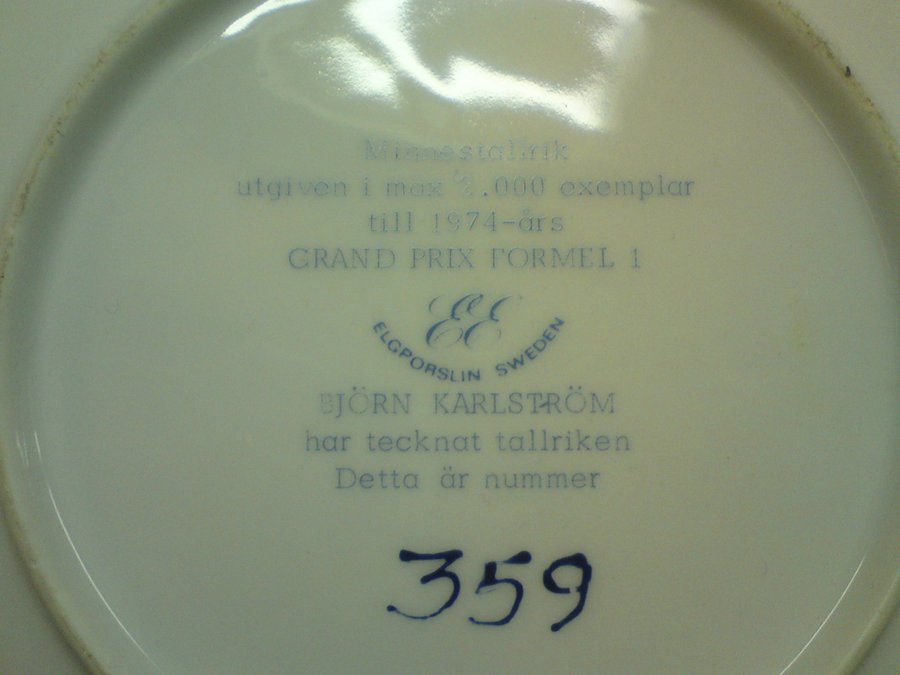 Minnestallrik
utgiven i max 2.000 exemplar
till 1974-års
GRAND PRIX FORMEL 1
EE
ELGPORSLIN SWEDEN
BJÖRN KARLSTRÖM
har tecknat tallriken
Detta är nummer
359